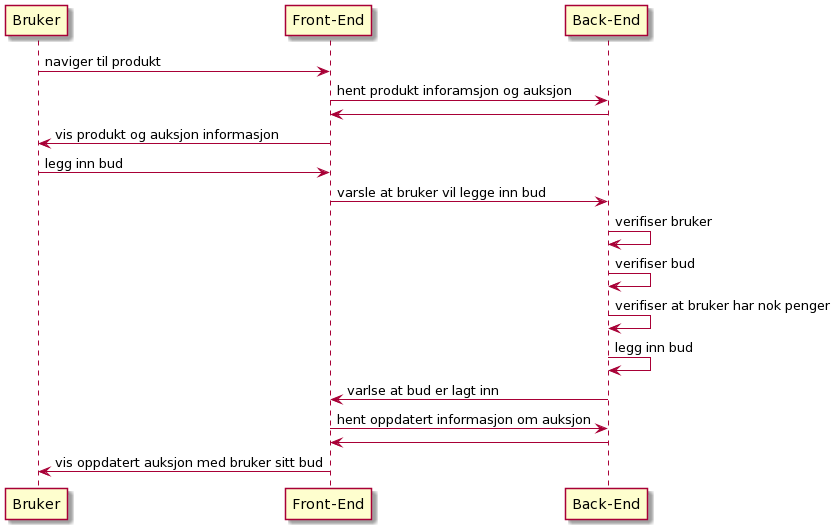 Bruker Front-End Back-End
naviger til produkt
hent produkt inforamsjon og auksjon
vis produkt og auksjon informasjon
legg inn bud
varsle at bruker vil legge inn bud
verifiser bruker
verifiser bud
verifiser at bruker har nok penger
legg inn bud
varlse at bud er lagt inn
hent oppdatert informasjon om auksjon
vis oppdatert auksjon med bruker sitt bud
Bruker Front-End Back-End